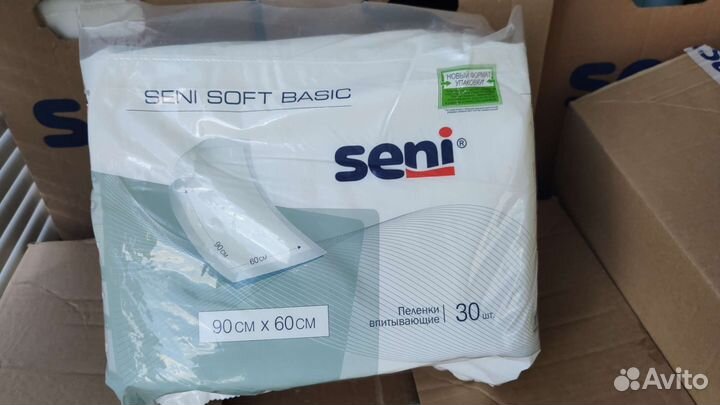 SENI SOFT BASIC
НОВЫЙ ФОРМАТ
УПАКОВКИ
seni®
90 СМ
60 СМ
90 СМ x 60 СМ
Пеленки
впитывающие
30 шт.
Avito